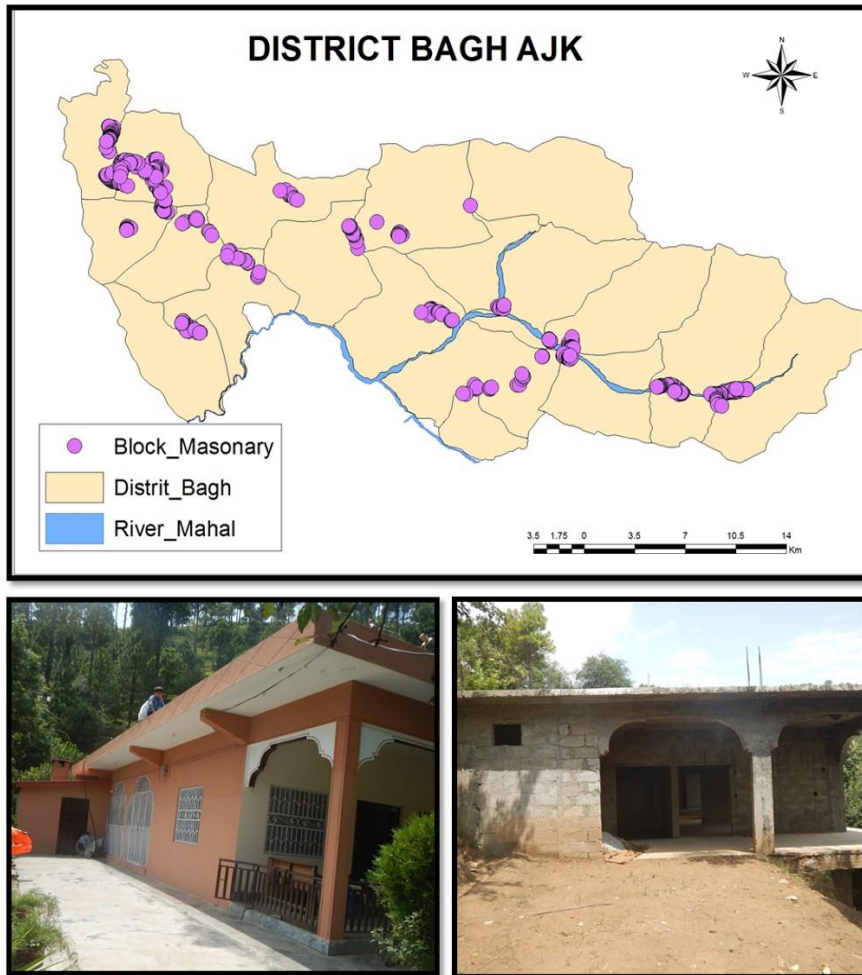 DISTRICT BAGH AJK
N
W E
S
Block_Masonary
Distrit_Bagh
River_Mahal
3.5 1.75 0 3.5 7 10.5 14
Km